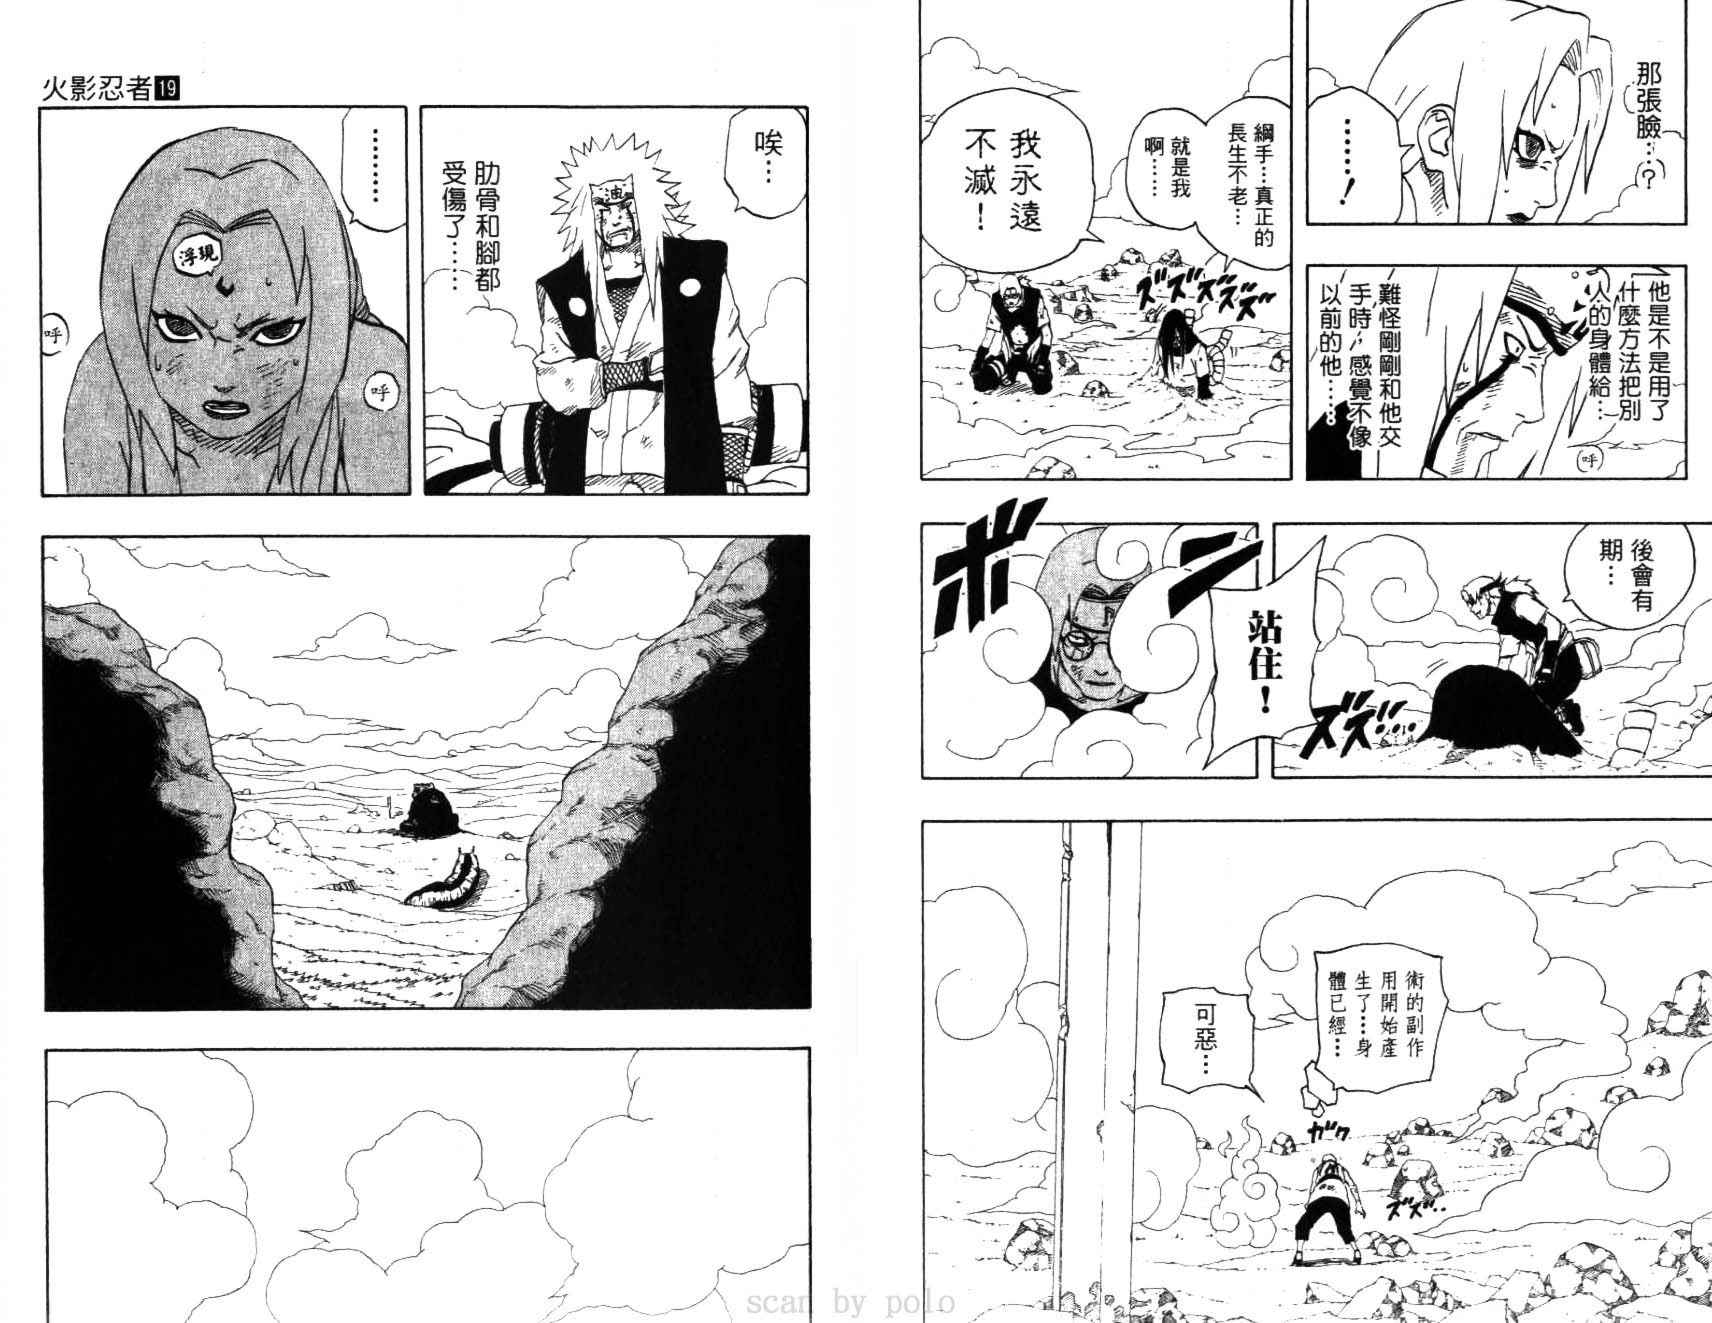 那張臉…?
……!
他是不是用了
什麼方法把別
人的身體給…
難怪剛剛和他交
手時，感覺不像
以前的他……
呼
綱手…真正的
長生不老…
就是我
啊……
我永遠
不滅！
ズズズズズ
後會有
期…
ズズ…
站住！
ボン
術的副作
用開始產
生了…身
體已經…
可惡…
ガク
ズズ…
火影忍者19
唉…
肋骨和腳都
受傷了……
………
浮現
呼
呼
scan by polo